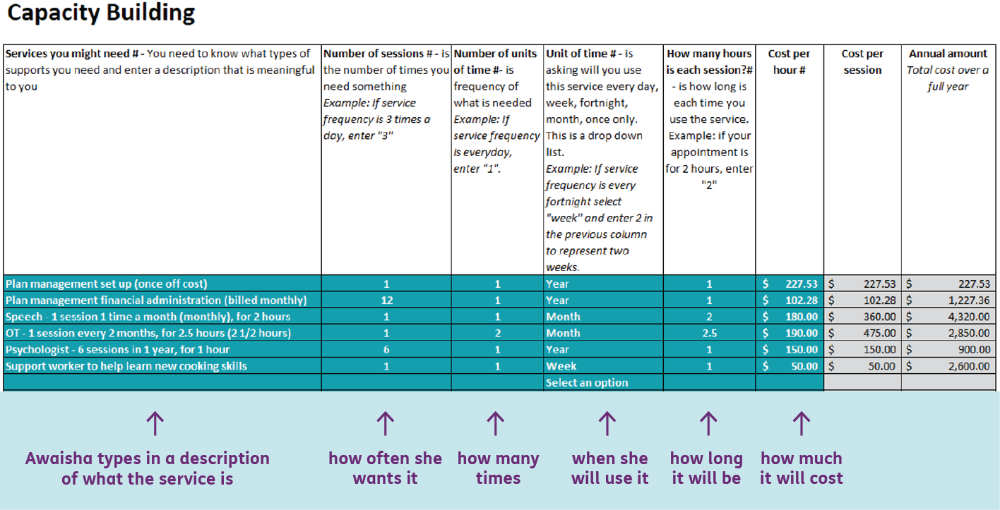 Capacity Building
Services you might need # - You need to know what types of
supports you need and enter a description that is meaningful
to you
Number of sessions # - is
the number of times you
need something
Example: If service
frequency is 3 times a
day, enter "3"
Number of units
of time #- is
frequency of
what is needed
Example: If
service frequency
is everyday,
enter "1".
Unit of time # - is
asking will you use
this service every day,
week, fortnight,
month, once only.
This is a drop down
list.
Example: If service
frequency is every
fortnight select
"week" and enter 2 in
the previous column
to represent two
weeks.
How many hours
is each session?#
- is how long is
each time you
use the service.
Example: if your
appointment is
for 2 hours, enter
"2"
Cost per
hour #
Cost per
session
Annual amount
Total cost over a
full year
Plan management set up (once off cost) 1 1 Year 1 $ 227.53 $ 227.53 $ 227.53
Plan management financial administration (billed monthly) 12 1 Year 1 $ 102.28 $ 102.28 $ 1,227.36
Speech - 1 session 1 time a month (monthly), for 2 hours 1 1 Month 2 $ 180.00 $ 360.00 $ 4,320.00
OT - 1 session every 2 months, for 2.5 hours (2 1/2 hours) 1 2 Month 2.5 $ 190.00 $ 475.00 $ 2,850.00
Psychologist - 6 sessions in 1 year, for 1 hour 6 1 Year 1 $ 150.00 $ 150.00 $ 900.00
Support worker to help learn new cooking skills 1 1 Week 1 $ 50.00 $ 50.00 $ 2,600.00
Select an option
Awaisha types in a description
of what the service is
how often she
wants it
how many
times
when she
will use it
how long
it will be
how much
it will cost